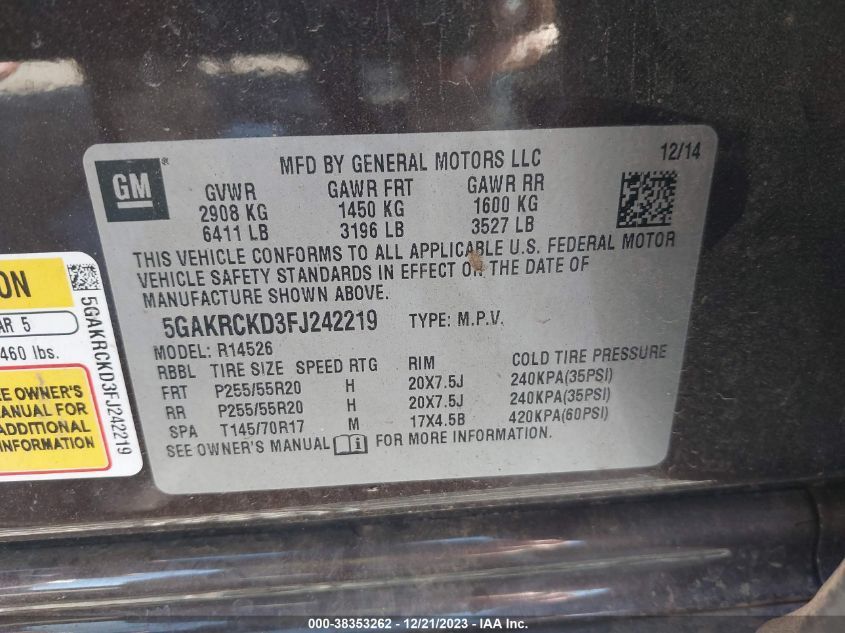 GM
®
MFD BY GENERAL MOTORS LLC
12/14
GVWR GAWR FRT GAWR RR
2908 KG 1450 KG 1600 KG
6411 LB 3196 LB 3527 LB
THIS VEHICLE CONFORMS TO ALL APPLICABLE U.S. FEDERAL MOTOR
VEHICLE SAFETY STANDARDS IN EFFECT ON THE DATE OF
MANUFACTURE SHOWN ABOVE.
5GAKRCKD3FJ242219 TYPE: M.P.V.
MODEL: R14526
RBBL TIRE SIZE SPEED RTG RIM COLD TIRE PRESSURE
FRT P255/55R20 H 20X7.5J 240KPA(35PSI)
RR P255/55R20 H 20X7.5J 240KPA(35PSI)
SPA T145/70R17 M 17X4.5B 420KPA(60PSI)
SEE OWNER'S MANUAL i FOR MORE INFORMATION.
ON
AR 5
460 lbs.
EE OWNER'S
ANUAL FOR
ADDITIONAL
INFORMATION
5GAKRCKD3FJ242219
000-38353262 - 12/21/2023 - IAA Inc.